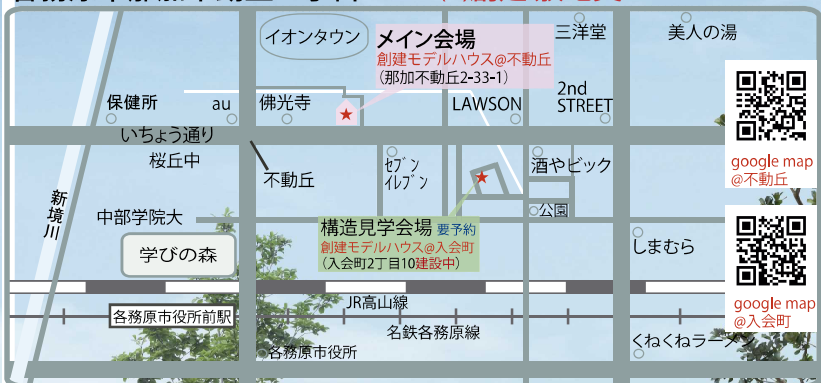 イオンタウン
メイン会場
創建モデルハウス@不動丘
(那加不動丘2-33-1)
三洋堂
美人の湯
保健所
au
佛光寺
LAWSON
2nd
STREET
いちょう通り
桜丘中
不動丘
セブン
イレブン
酒やビック
google map
@不動丘
新境川
中部学院大
公園
構造見学会場 要予約
創建モデルハウス@入会町
(入会町2丁目10建設中)
学びの森
しまむら
google map
@入会町
JR高山線
各務原市役所前駅
名鉄各務原線
各務原市役所
くねくねラーメン